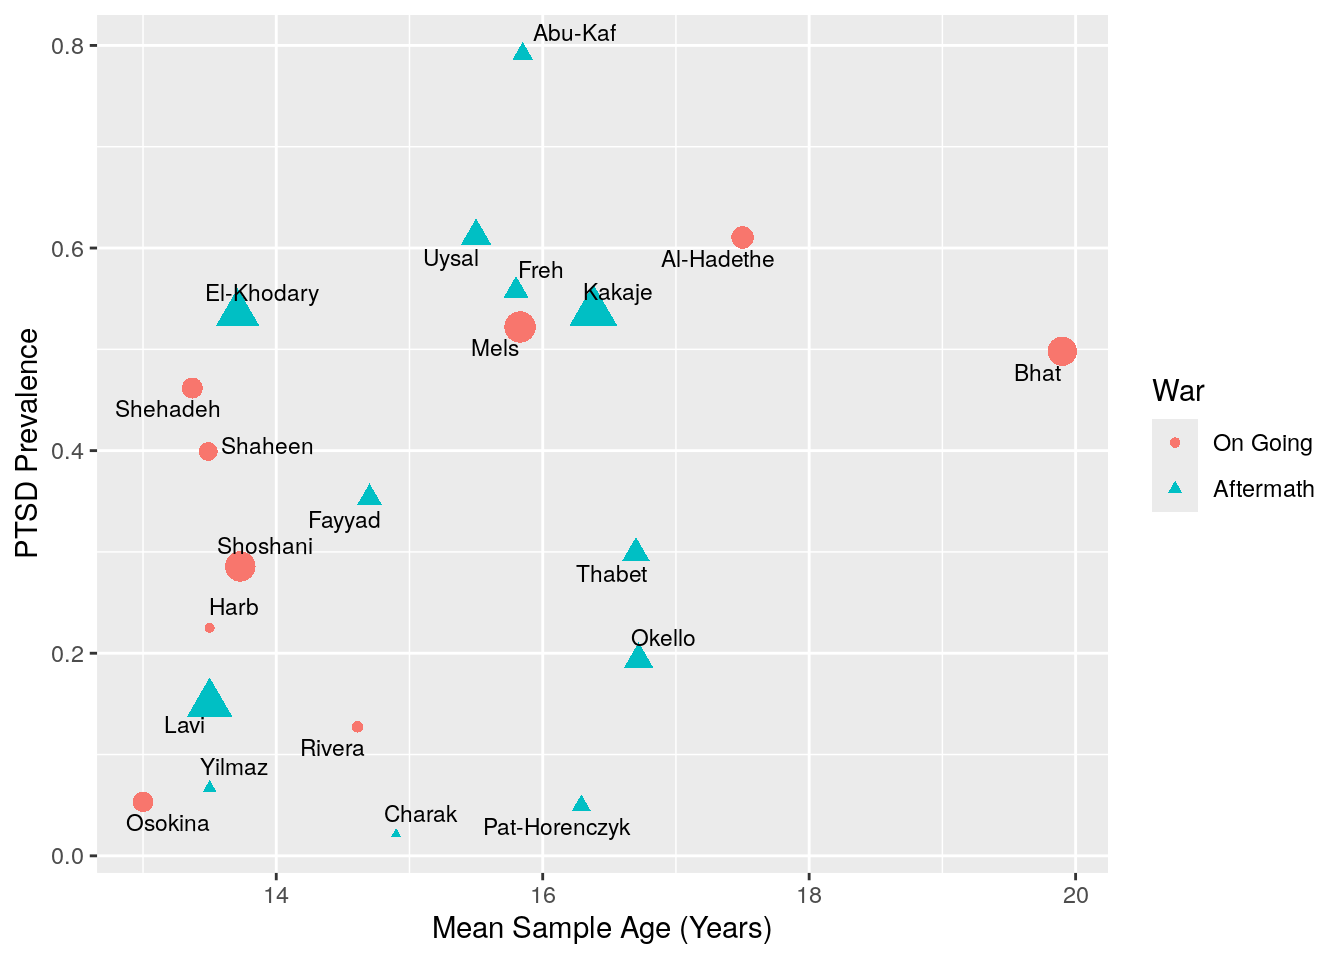 0.8
0.6
0.4
0.2
0.0
PTSD Prevalence
Abu-Kaf
Uysal
Al-Hadethe
Freh
El-Khodary
Kakaje
Mels
Bhat
Shehadeh
Shaheen
Fayyad
Shoshani
Thabet
Harb
Okello
Lavi
Rivera
Yilmaz
Charak
Osokina
Pat-Horenczyk
14
16
18
20
Mean Sample Age (Years)
War
On Going
Aftermath